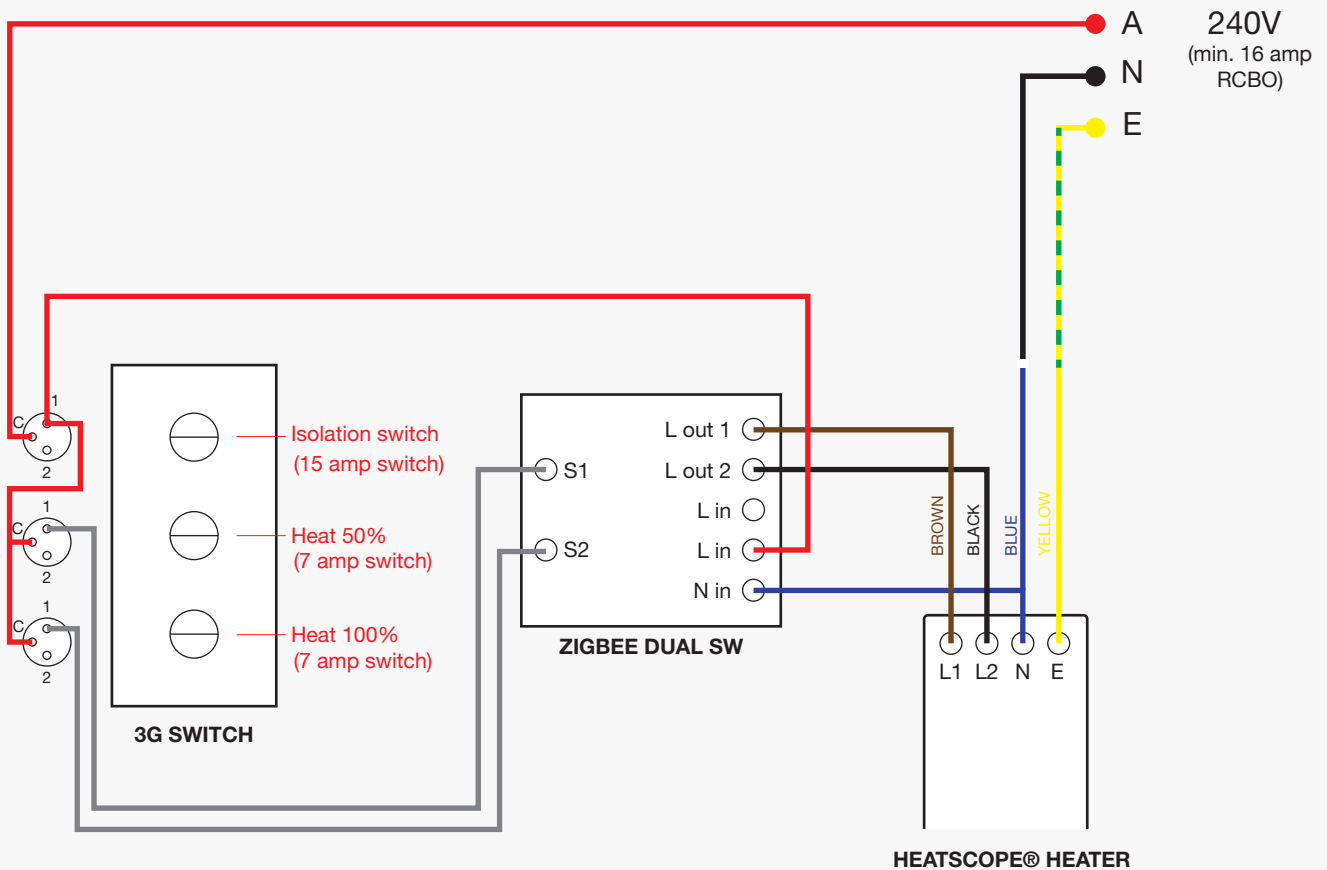 A
240V
(min. 16 amp
RCBO)
N
E
1
C
2
1
C
2
1
C
2
Isolation switch
(15 amp switch)
Heat 50%
(7 amp switch)
Heat 100%
(7 amp switch)
3G SWITCH
S1
S2
L out 1
L out 2
L in
L in
N in
ZIGBEE DUAL SW
BROWN
BLACK
BLUE
YELLOW
L1 L2 N E
HEATSCOPE® HEATER